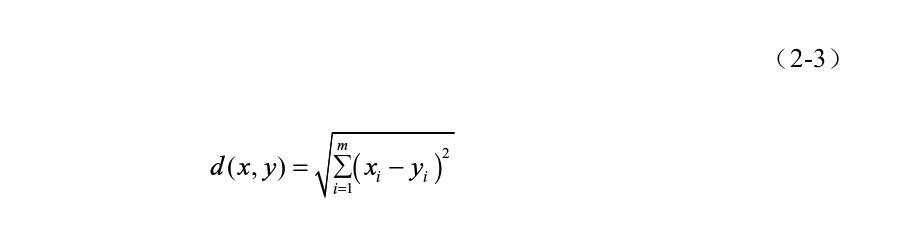 （2-3）
d(x, y) = √(∑_{i=1}^{m}(x_i − y_i)^2)